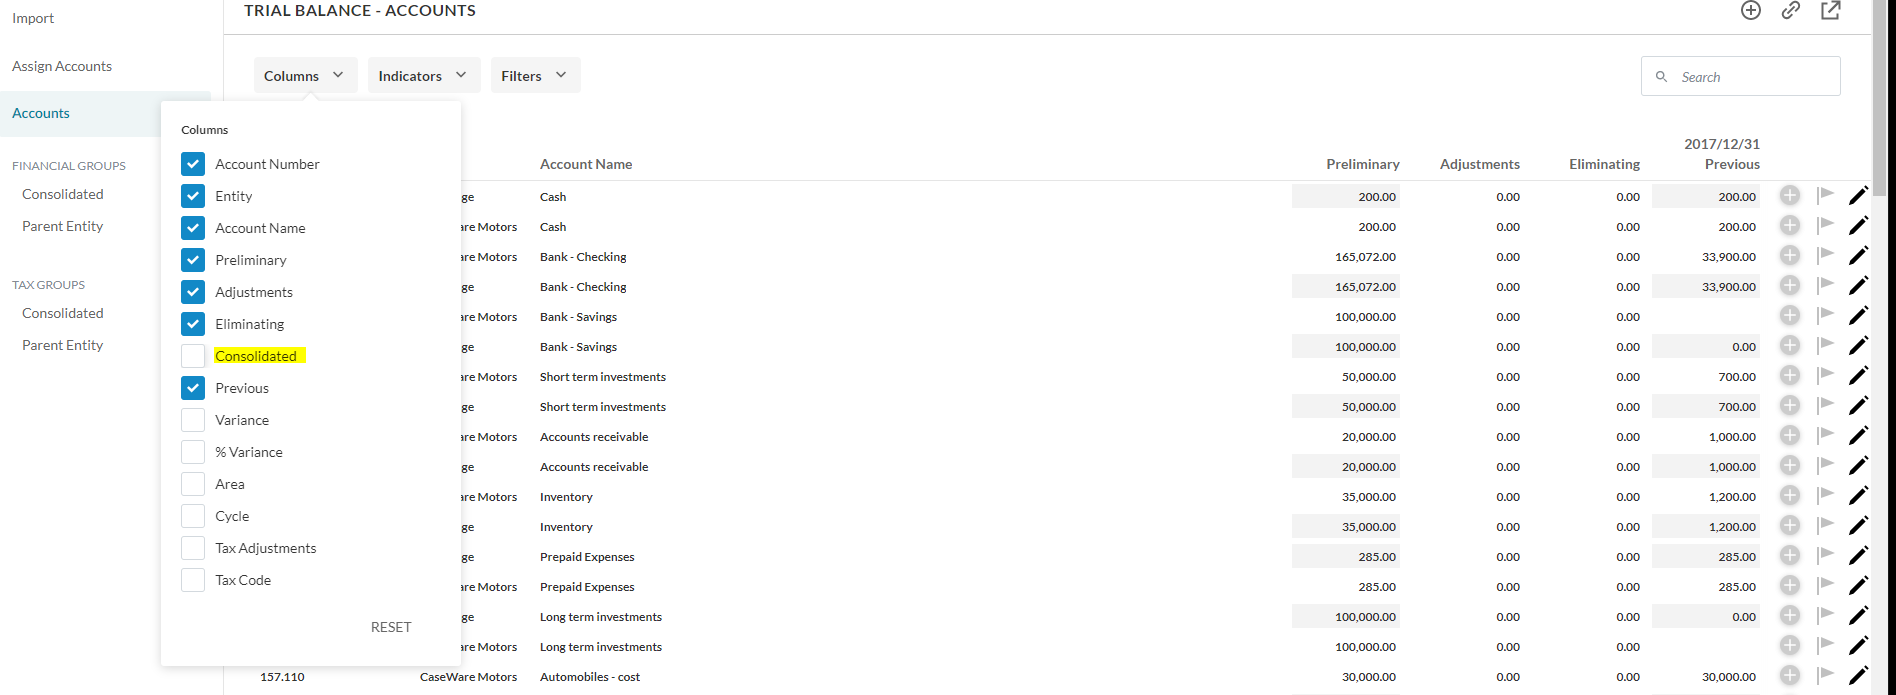 Import
TRIAL BALANCE - ACCOUNTS
Assign Accounts
Columns Indicators Filters
Search
Accounts
FINANCIAL GROUPS
Consolidated
Parent Entity
TAX GROUPS
Consolidated
Parent Entity
Columns
Account Number
Entity
Account Name
Preliminary
Adjustments
Eliminating
Consolidated
Previous
Variance
% Variance
Area
Cycle
Tax Adjustments
Tax Code
RESET
2017/12/31
Account Name Preliminary Adjustments Eliminating Previous
ge Cash 200.00 0.00 0.00 200.00
are Motors Cash 200.00 0.00 0.00 200.00
are Motors Bank - Checking 165,072.00 0.00 0.00 33,900.00
ge Bank - Checking 165,072.00 0.00 0.00 33,900.00
are Motors Bank - Savings 100,000.00 0.00 0.00
ge Bank - Savings 100,000.00 0.00 0.00 0.00
are Motors Short term investments 50,000.00 0.00 0.00 700.00
ge Short term investments 50,000.00 0.00 0.00 700.00
are Motors Accounts receivable 20,000.00 0.00 0.00 1,000.00
ge Accounts receivable 20,000.00 0.00 0.00 1,000.00
are Motors Inventory 35,000.00 0.00 0.00 1,200.00
ge Inventory 35,000.00 0.00 0.00 1,200.00
ge Prepaid Expenses 285.00 0.00 0.00 285.00
are Motors Prepaid Expenses 285.00 0.00 0.00 285.00
ge Long term investments 100,000.00 0.00 0.00 0.00
are Motors Long term investments 100,000.00 0.00 0.00
157.110 CaseWare Motors Automobiles - cost 30,000.00 0.00 0.00 30,000.00